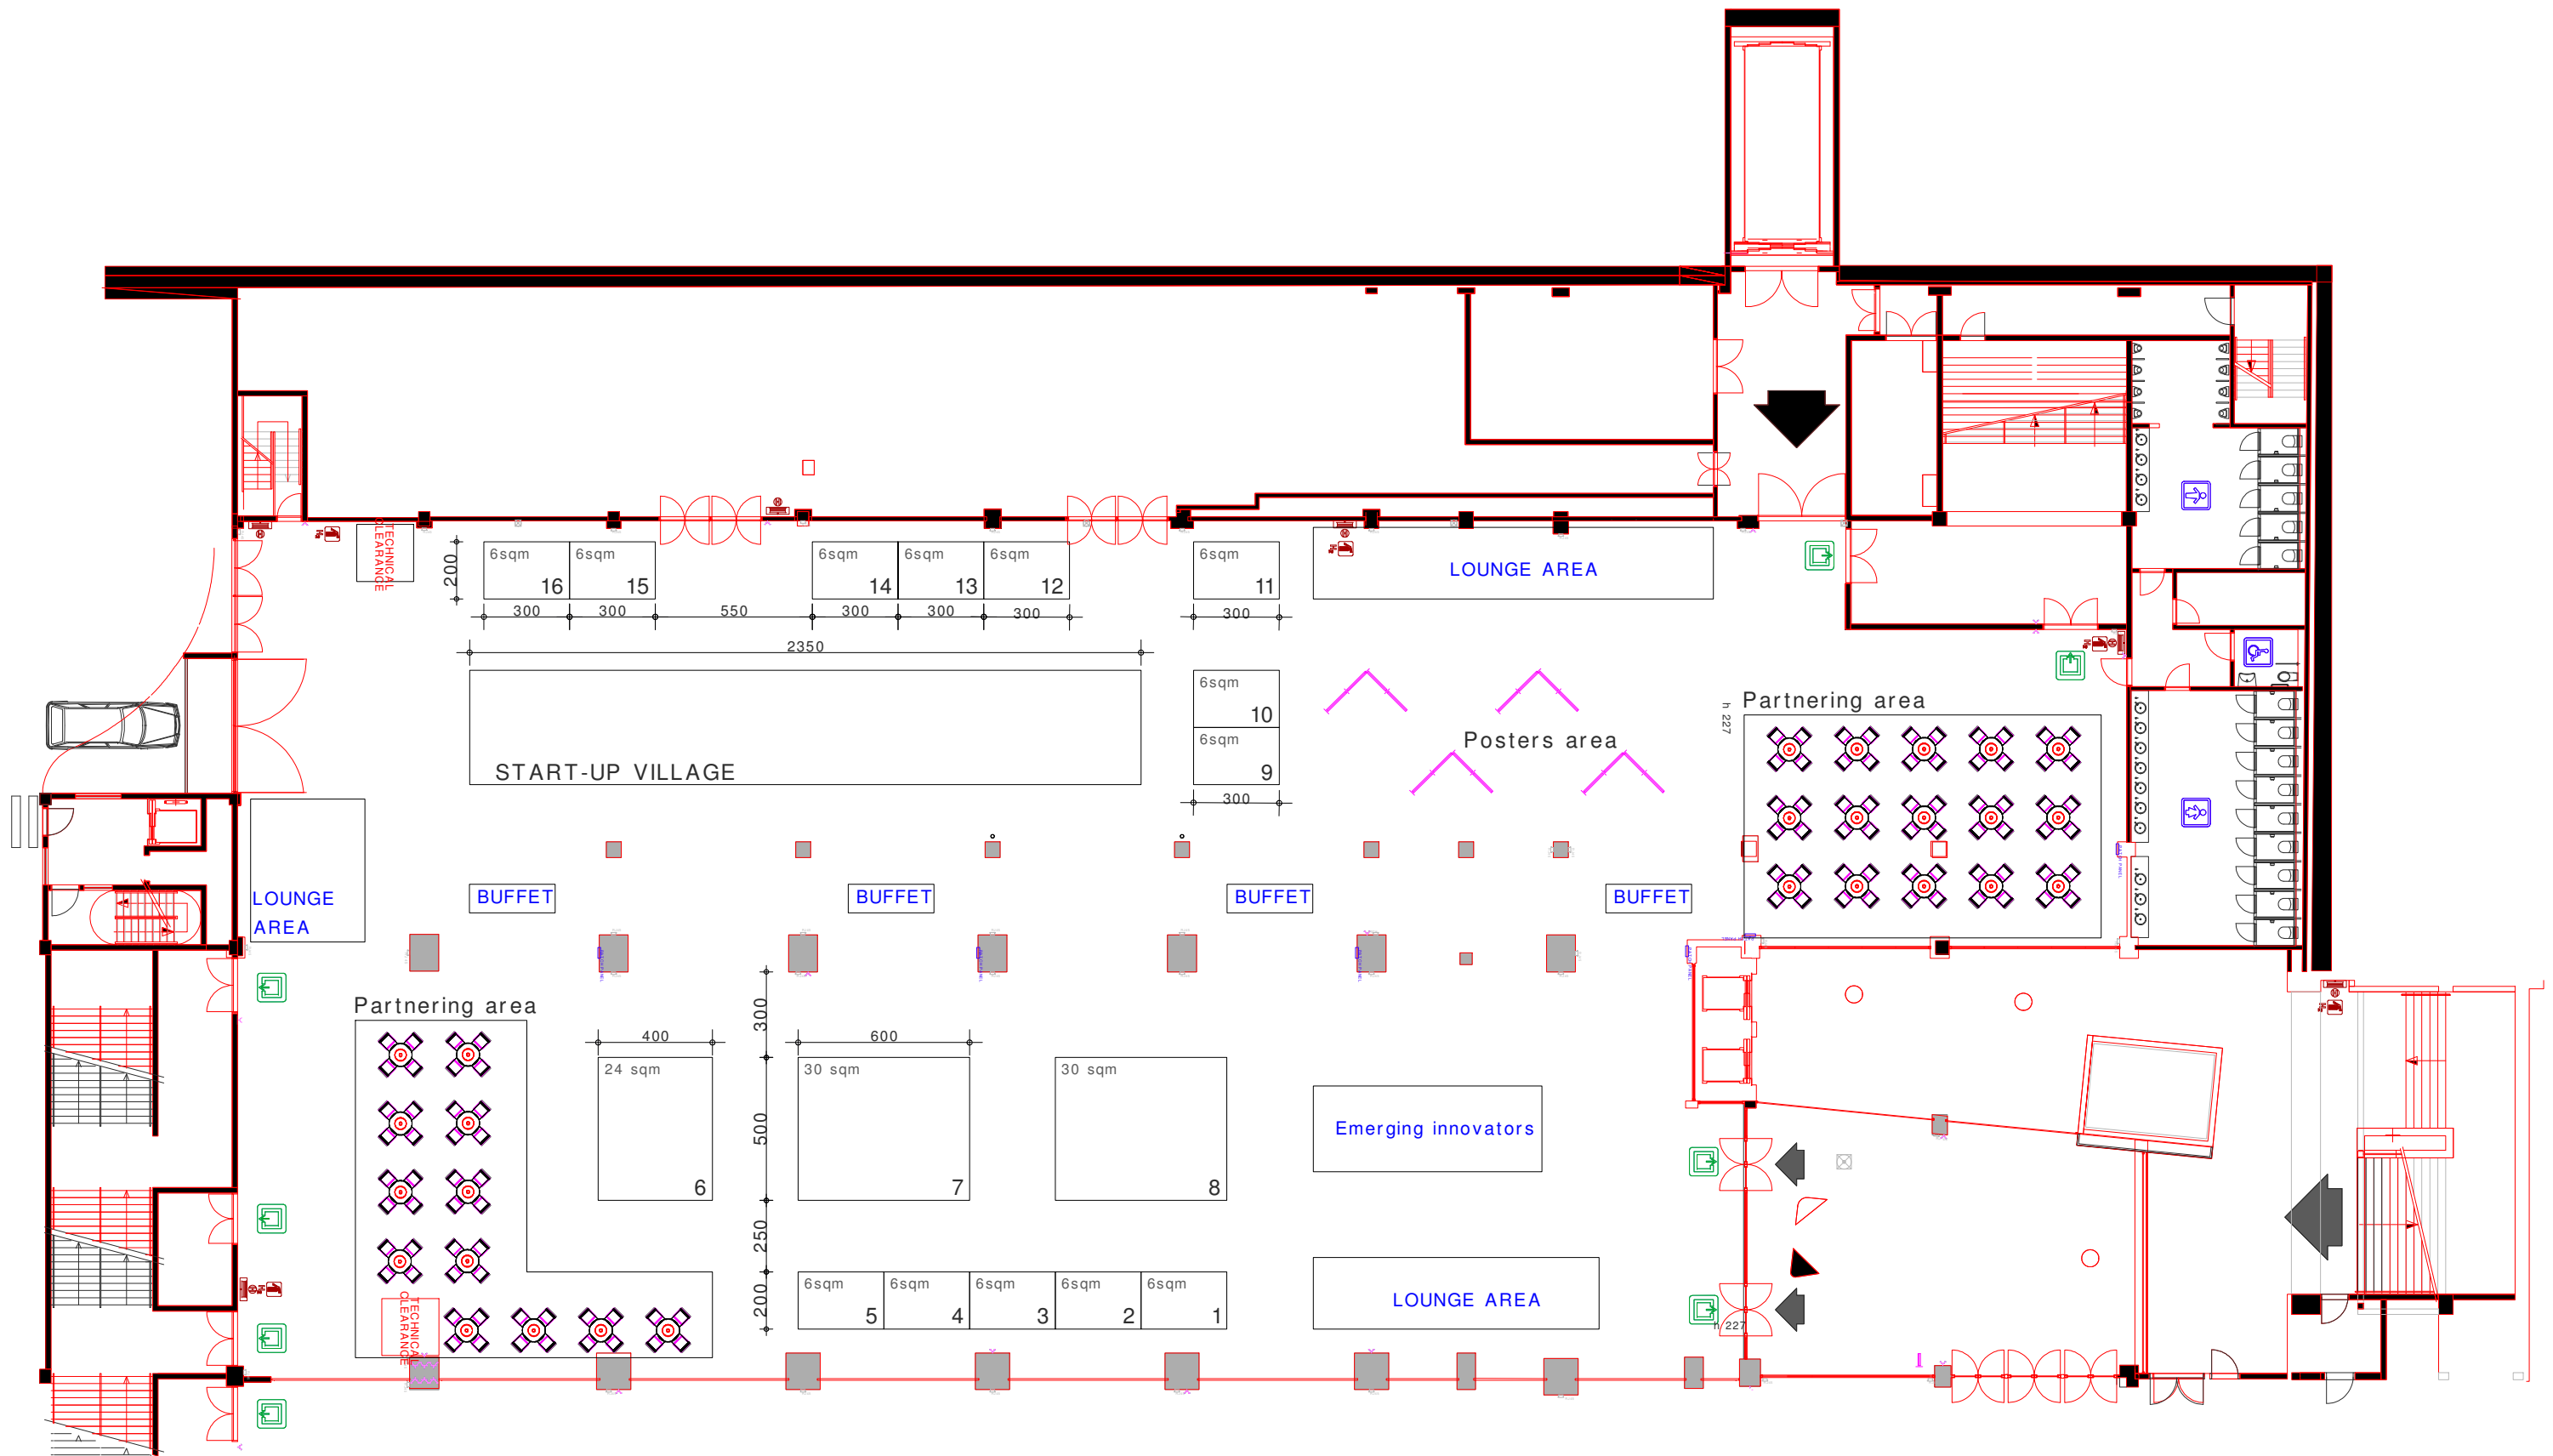 TECHNICAL
CLEARANCE
200
6sqm
16
6sqm
15
6sqm
14
6sqm
13
6sqm
12
6sqm
11
LOUNGE AREA
300
300
550
300
300
300
300
2350
START-UP VILLAGE
6sqm
10
6sqm
9
300
Posters area
h 227
Partnering area
LOUNGE
AREA
BUFFET
BUFFET
BUFFET
BUFFET
Partnering area
400
600
300
500
250
200
24 sqm
6
30 sqm
7
30 sqm
8
Emerging innovators
6sqm
5
6sqm
4
6sqm
3
6sqm
2
6sqm
1
LOUNGE AREA
h 227
TECHNICAL
CLEARANCE